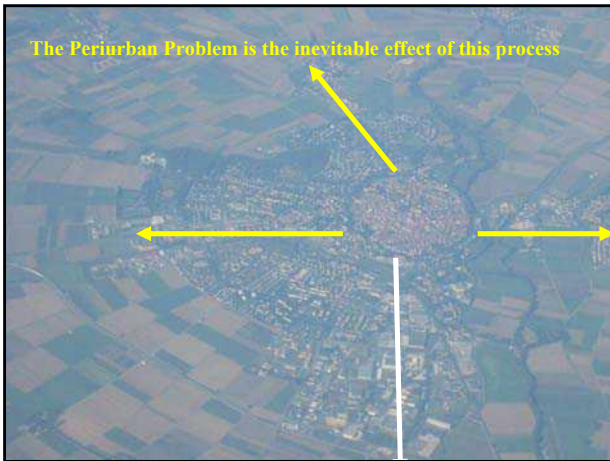 The Periurban Problem is the inevitable effect of this process